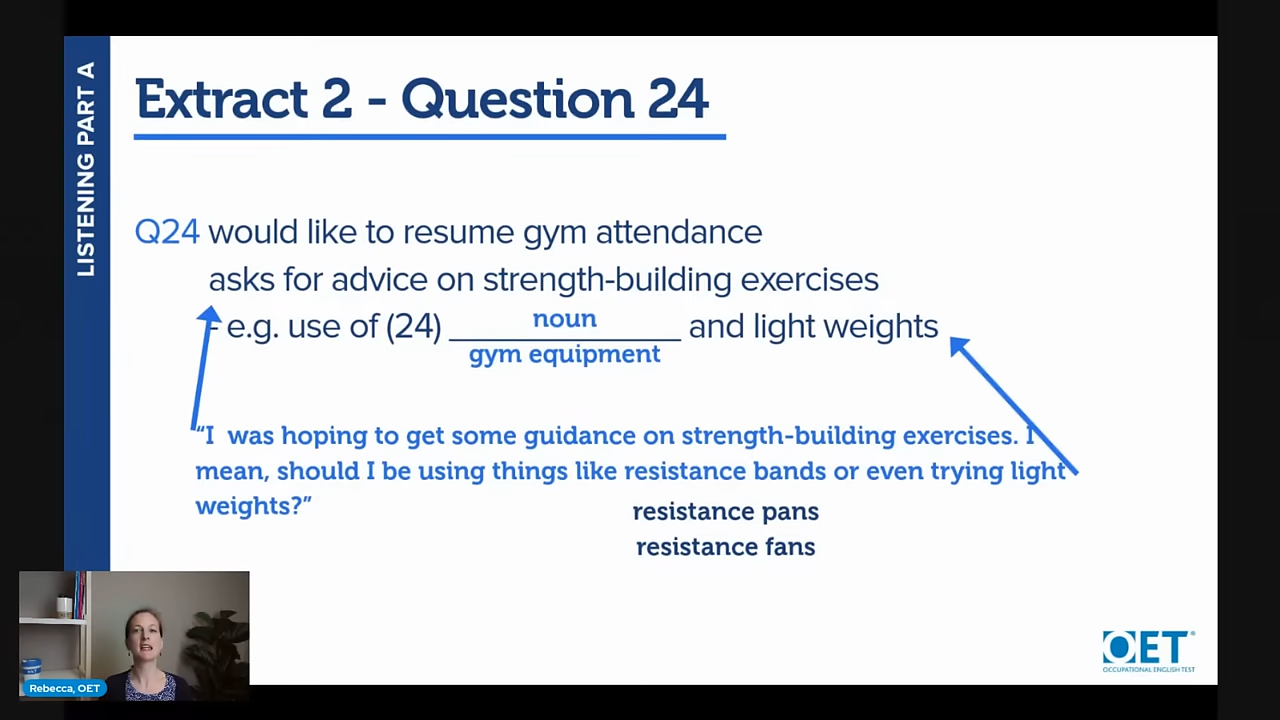 LISTENING PART A
Extract 2 - Question 24
Q24 would like to resume gym attendance
asks for advice on strength-building exercises
- e.g. use of (24) ____________ and light weights
noun
gym equipment
“I was hoping to get some guidance on strength-building exercises. I
mean, should I be using things like resistance bands or even trying light
weights?”
resistance pans
resistance fans
Rebecca, OET
OET
OCCUPATIONAL ENGLISH TEST